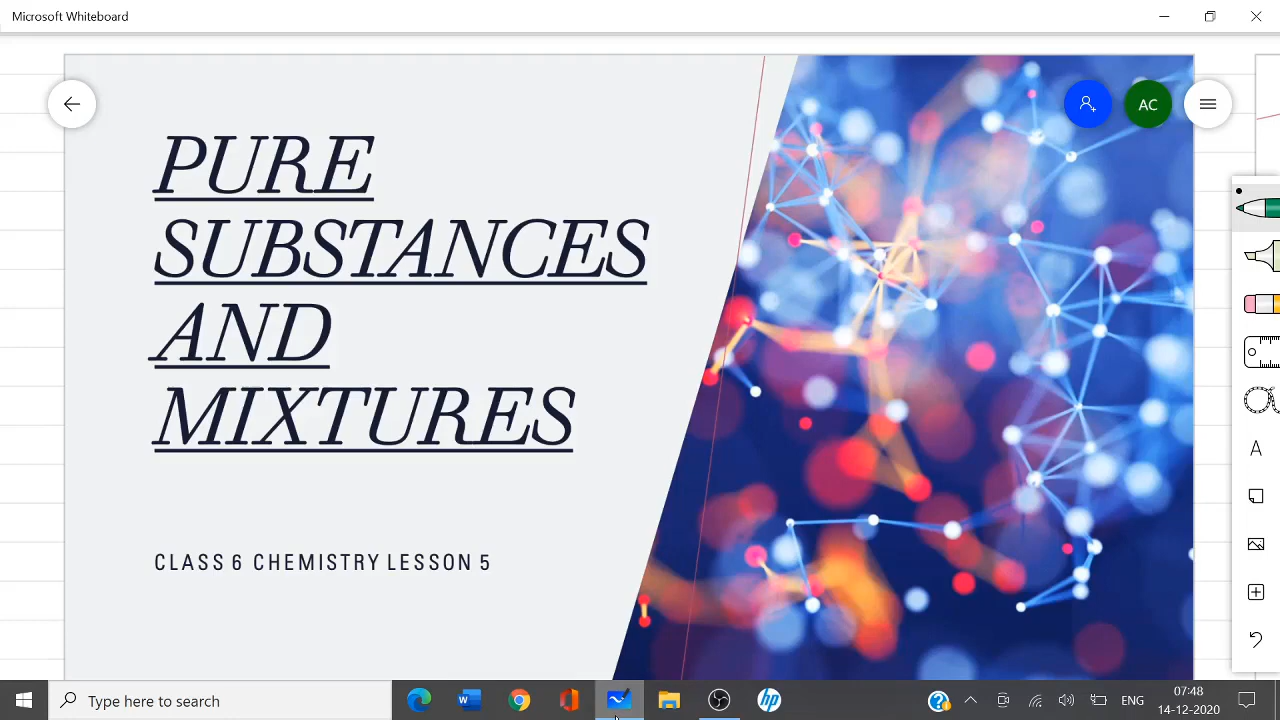 Microsoft Whiteboard
AC
PURE
SUBSTANCES
AND
MIXTURES
CLASS 6 CHEMISTRY LESSON 5
A
Type here to search
ENG
07:48
14-12-2020